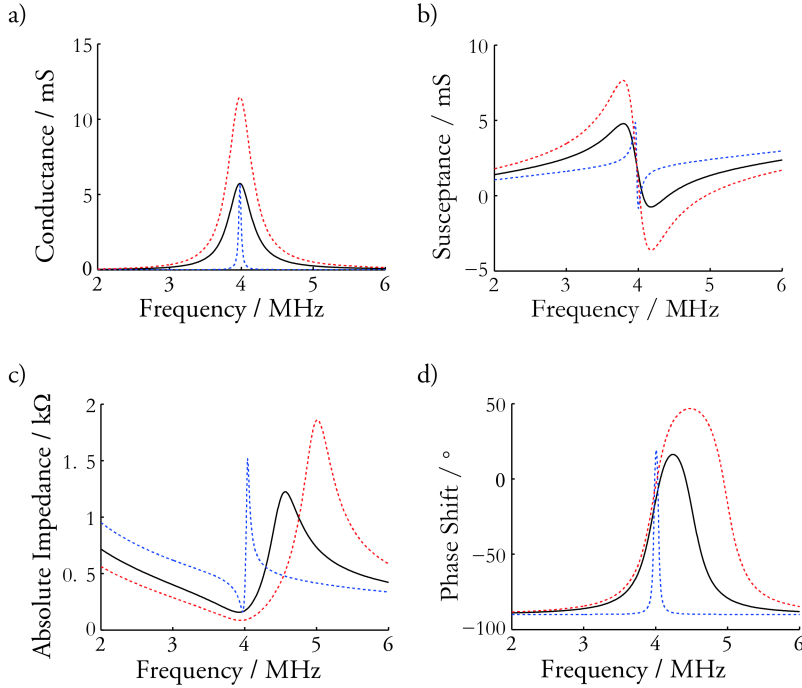 a)
Conductance / mS
15
10
5
0
2 3 4 5 6
Frequency / MHz
b)
Susceptance / mS
10
5
0
−5
2 3 4 5 6
Frequency / MHz
c)
Absolute Impedance / kΩ
2
1.5
1
0.5
0
2 3 4 5 6
Frequency / MHz
d)
Phase Shift / °
50
0
−50
−100
2 3 4 5 6
Frequency / MHz